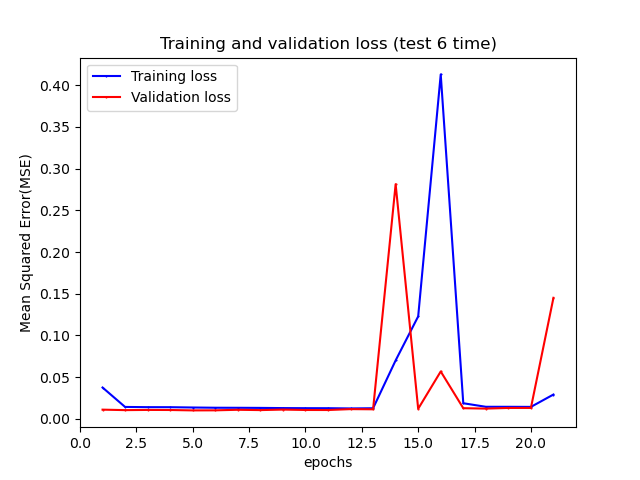 Training and validation loss (test 6 time)
Training loss
Validation loss
Mean Squared Error(MSE)
0.40
0.35
0.30
0.25
0.20
0.15
0.10
0.05
0.00
0.0 2.5 5.0 7.5 10.0 12.5 15.0 17.5 20.0
epochs